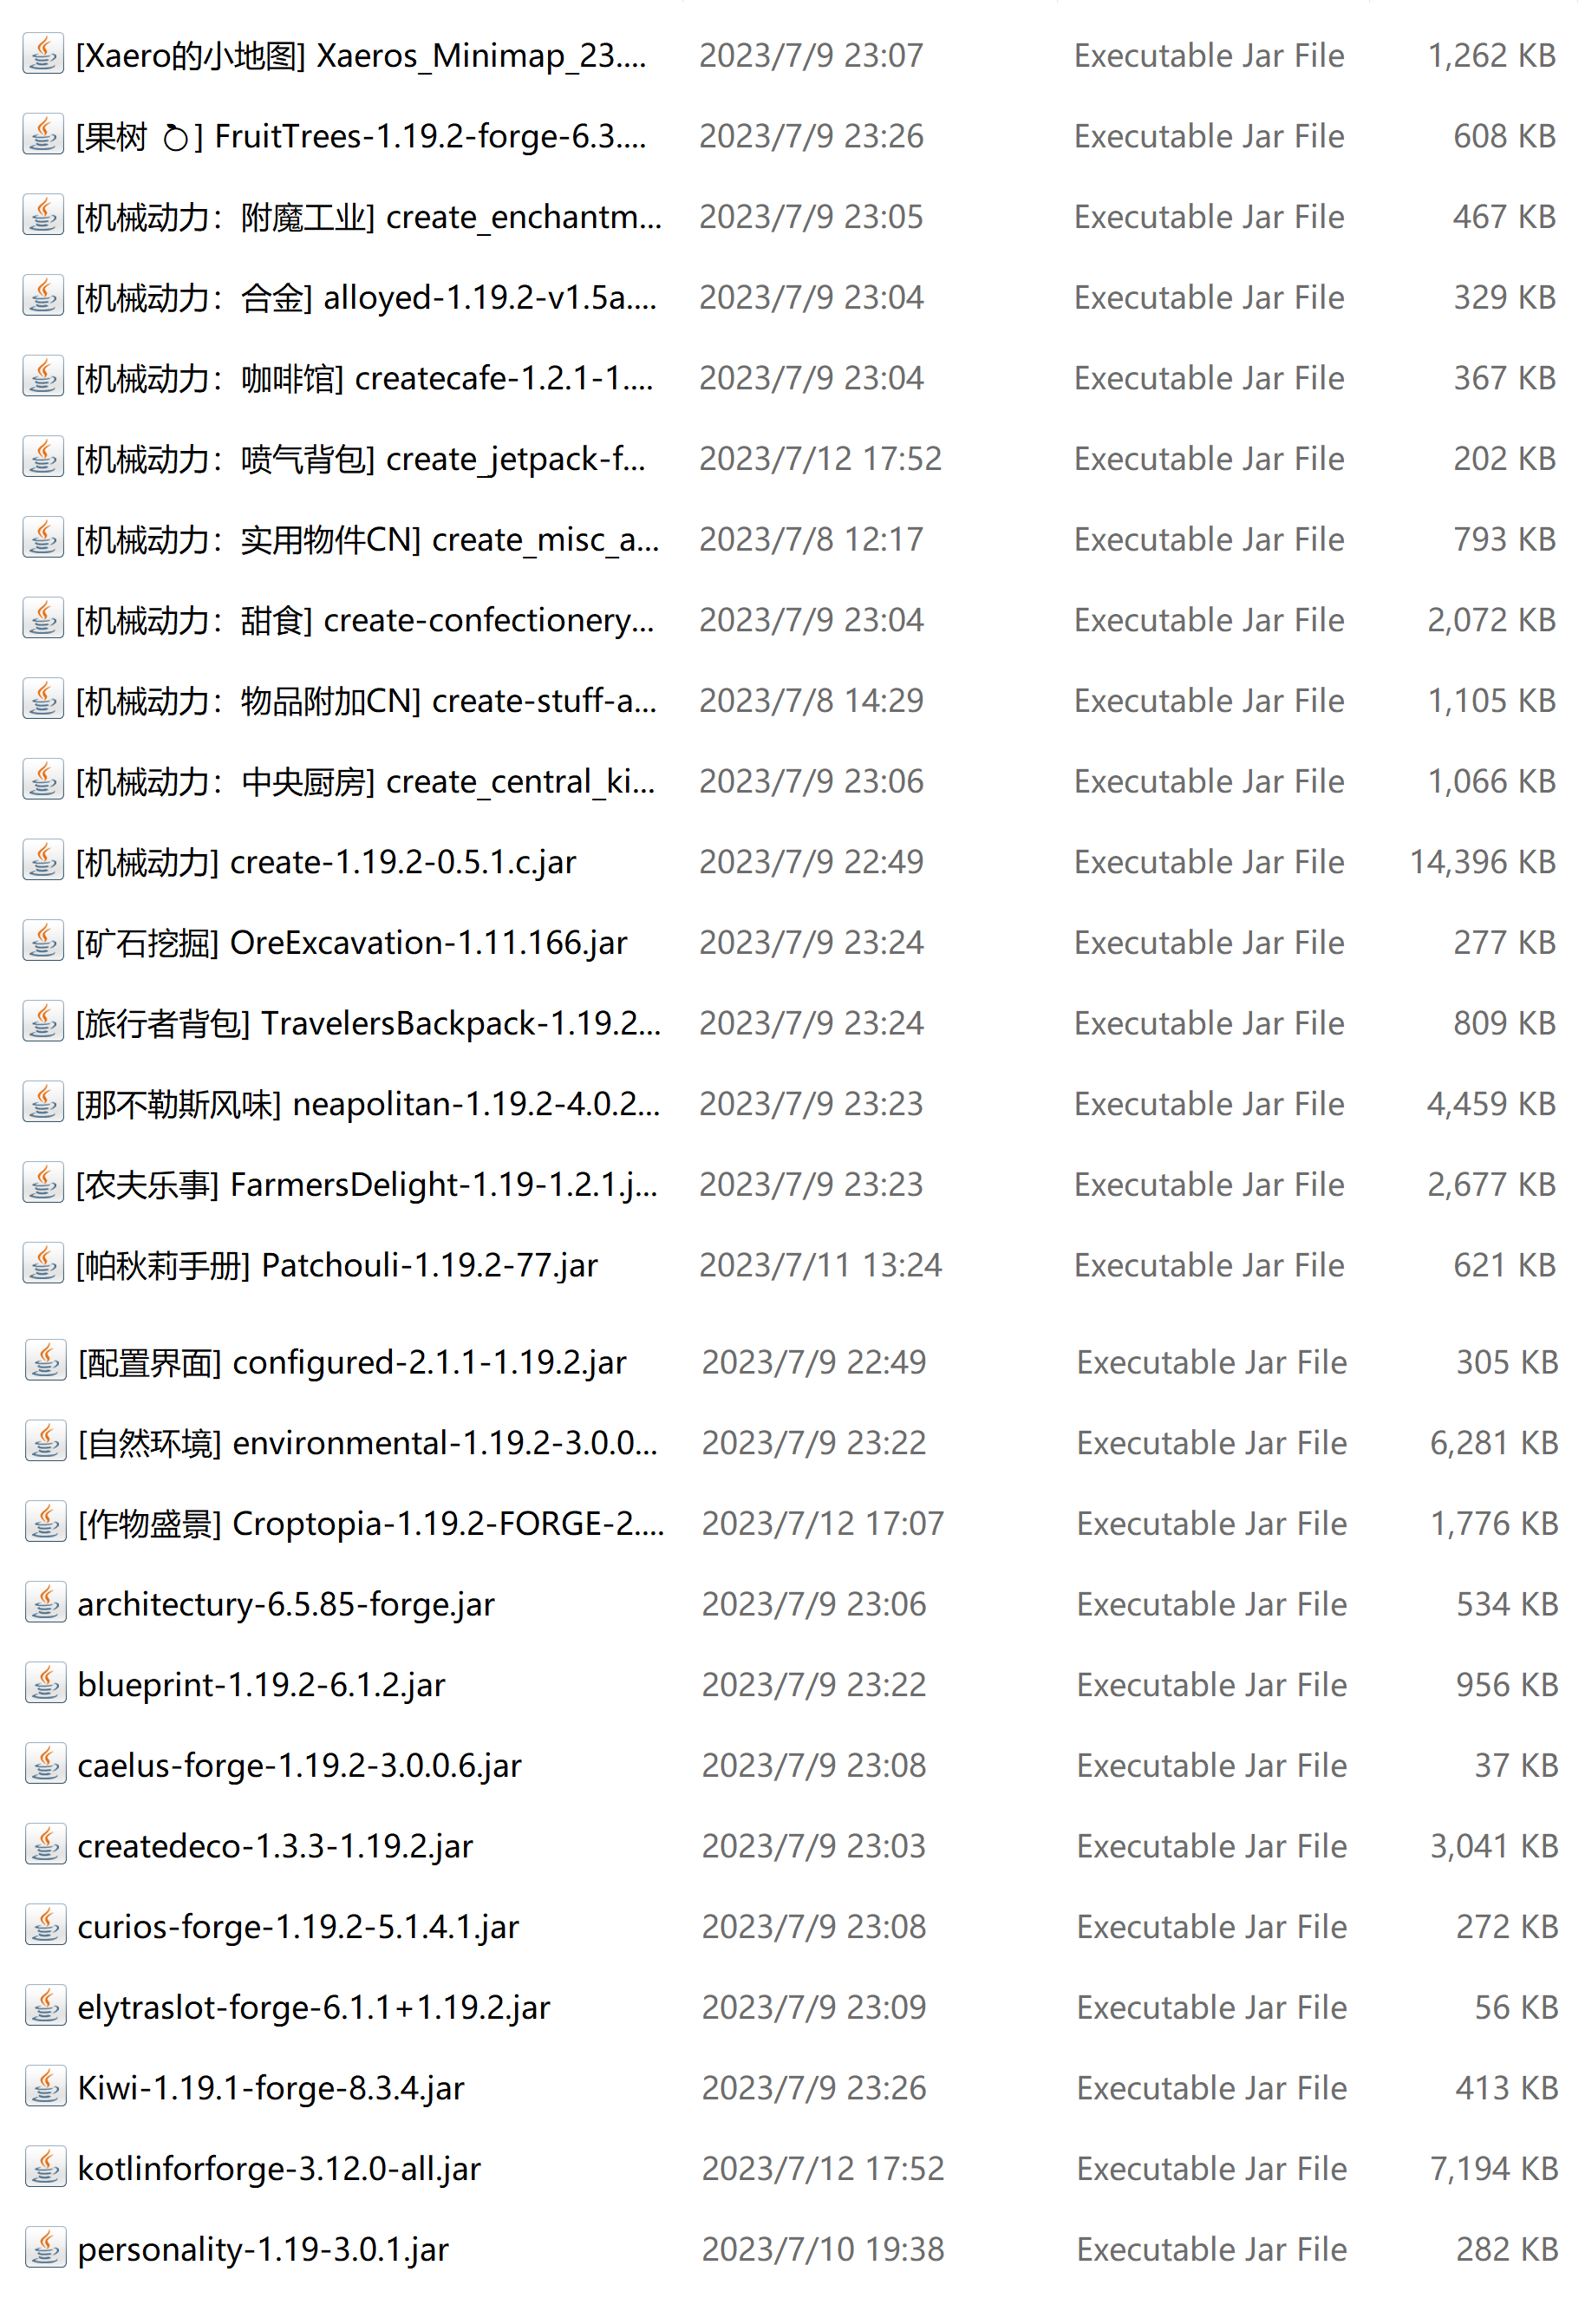 [Xaero的小地图] Xaeros_Minimap_23.... 2023/7/9 23:07 Executable Jar File 1,262 KB
[果树 🍎︎] FruitTrees-1.19.2-forge-6.3.... 2023/7/9 23:26 Executable Jar File 608 KB
[机械动力：附魔工业] create_enchantm... 2023/7/9 23:05 Executable Jar File 467 KB
[机械动力：合金] alloyed-1.19.2-v1.5a.... 2023/7/9 23:04 Executable Jar File 329 KB
[机械动力：咖啡馆] createcafe-1.2.1-1.... 2023/7/9 23:04 Executable Jar File 367 KB
[机械动力：喷气背包] create_jetpack-f... 2023/7/12 17:52 Executable Jar File 202 KB
[机械动力：实用物件CN] create_misc_a... 2023/7/8 12:17 Executable Jar File 793 KB
[机械动力：甜食] create-confectionery... 2023/7/9 23:04 Executable Jar File 2,072 KB
[机械动力：物品附加CN] create-stuff-a... 2023/7/8 14:29 Executable Jar File 1,105 KB
[机械动力：中央厨房] create_central_ki... 2023/7/9 23:06 Executable Jar File 1,066 KB
[机械动力] create-1.19.2-0.5.1.c.jar 2023/7/9 22:49 Executable Jar File 14,396 KB
[矿石挖掘] OreExcavation-1.11.166.jar 2023/7/9 23:24 Executable Jar File 277 KB
[旅行者背包] TravelersBackpack-1.19.2... 2023/7/9 23:24 Executable Jar File 809 KB
[那不勒斯风味] neapolitan-1.19.2-4.0.2... 2023/7/9 23:23 Executable Jar File 4,459 KB
[农夫乐事] FarmersDelight-1.19-1.2.1.j... 2023/7/9 23:23 Executable Jar File 2,677 KB
[帕秋莉手册] Patchouli-1.19.2-77.jar 2023/7/11 13:24 Executable Jar File 621 KB
[配置界面] configured-2.1.1-1.19.2.jar 2023/7/9 22:49 Executable Jar File 305 KB
[自然环境] environmental-1.19.2-3.0.0... 2023/7/9 23:22 Executable Jar File 6,281 KB
[作物盛景] Croptopia-1.19.2-FORGE-2.... 2023/7/12 17:07 Executable Jar File 1,776 KB
architectury-6.5.85-forge.jar 2023/7/9 23:06 Executable Jar File 534 KB
blueprint-1.19.2-6.1.2.jar 2023/7/9 23:22 Executable Jar File 956 KB
caelus-forge-1.19.2-3.0.0.6.jar 2023/7/9 23:08 Executable Jar File 37 KB
createdeco-1.3.3-1.19.2.jar 2023/7/9 23:03 Executable Jar File 3,041 KB
curios-forge-1.19.2-5.1.4.1.jar 2023/7/9 23:08 Executable Jar File 272 KB
elytraslot-forge-6.1.1+1.19.2.jar 2023/7/9 23:09 Executable Jar File 56 KB
Kiwi-1.19.1-forge-8.3.4.jar 2023/7/9 23:26 Executable Jar File 413 KB
kotlinforforge-3.12.0-all.jar 2023/7/12 17:52 Executable Jar File 7,194 KB
personality-1.19-3.0.1.jar 2023/7/10 19:38 Executable Jar File 282 KB